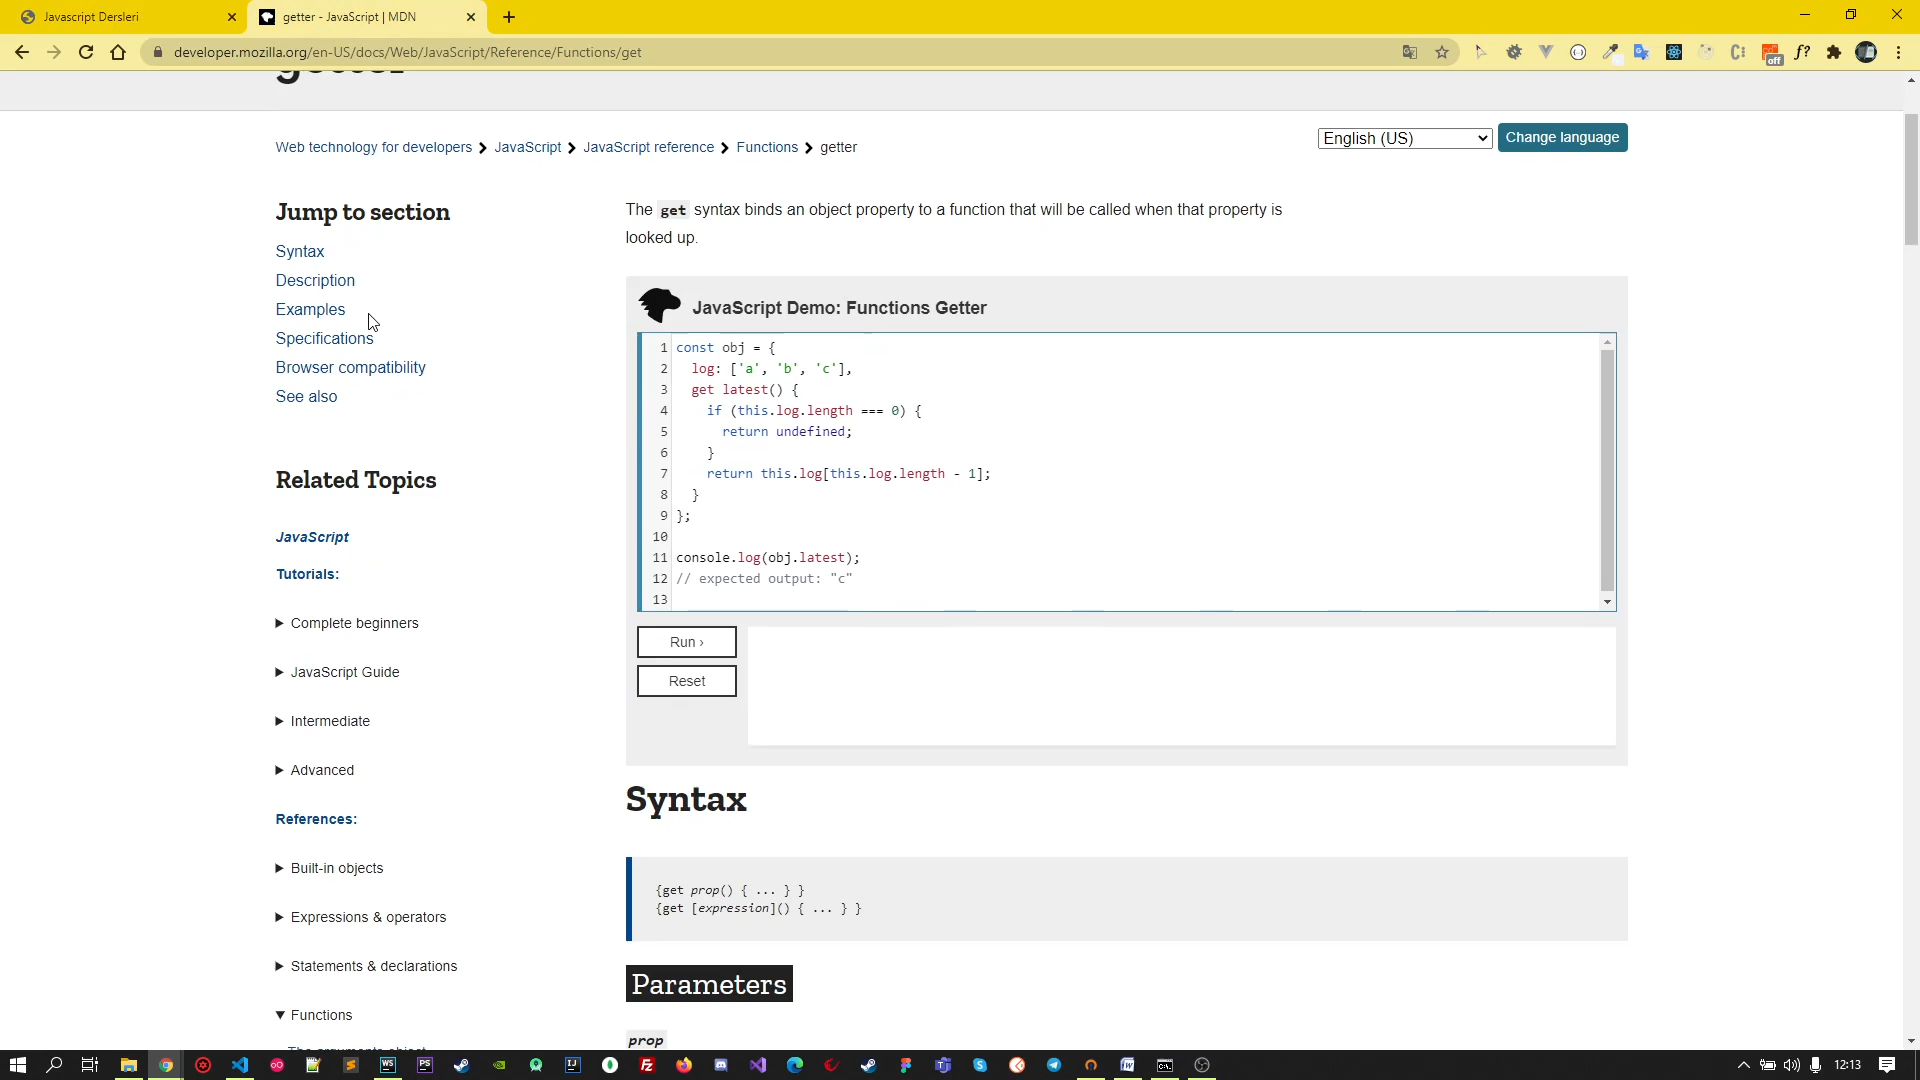 Javascript Dersleri
getter - JavaScript | MDN
developer.mozilla.org/en-US/docs/Web/JavaScript/Reference/Functions/get
off
f?
getter
Web technology for developers
JavaScript
JavaScript reference
Functions
getter
English (US)
Change language
Jump to section
Syntax
Description
Examples
Specifications
Browser compatibility
See also
Related Topics
JavaScript
Tutorials:
Complete beginners
JavaScript Guide
Intermediate
Advanced
References:
Built-in objects
Expressions & operators
Statements & declarations
Functions
The arguments object
The get syntax binds an object property to a function that will be called when that property is
looked up.
JavaScript Demo: Functions Getter
1 const obj = {
2   log: ['a', 'b', 'c'],
3   get latest() {
4     if (this.log.length === 0) {
5       return undefined;
6     }
7     return this.log[this.log.length - 1];
8   }
9 };
10
11 console.log(obj.latest);
12 // expected output: "c"
13
Run ›
Reset
Syntax
{get prop() { ... } }
{get [expression]() { ... } }
Parameters
prop
12:13